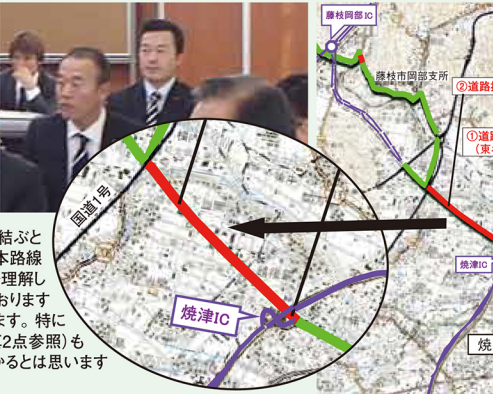 藤枝岡部IC
藤枝市岡部支所
②道路
①道
(東
国道1号
焼津IC
焼津IC
焼
結ぶと
本路線
理解し
おります
ます。特に
2点参照)も
かるとは思います